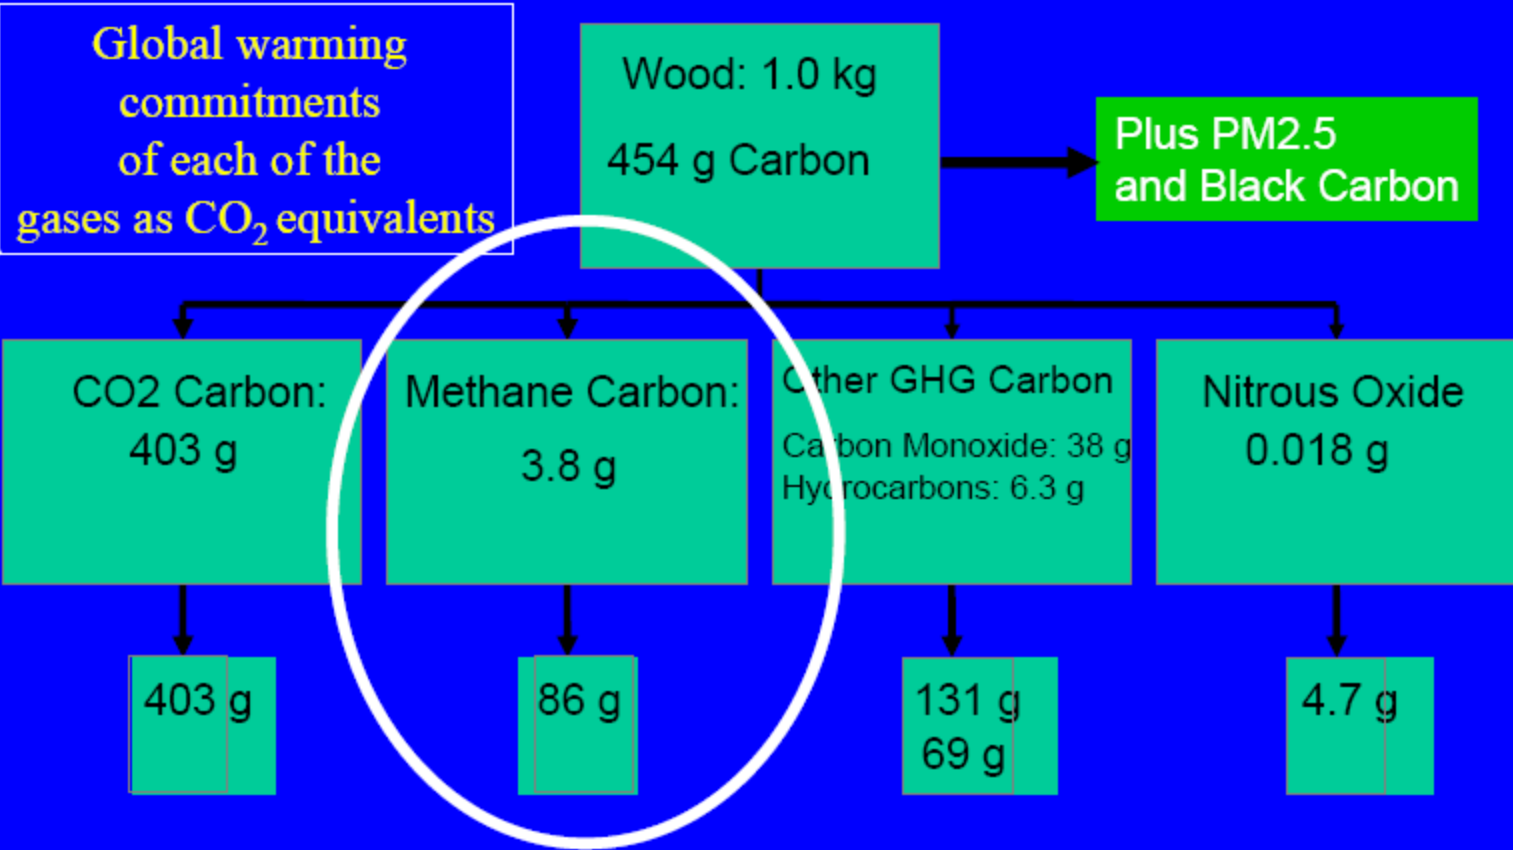 Global warming
commitments
of each of the
gases as CO₂ equivalents
Wood: 1.0 kg
454 g Carbon
Plus PM2.5
and Black Carbon
CO2 Carbon:
403 g
Methane Carbon:
3.8 g
Other GHG Carbon
Carbon Monoxide: 38 g
Hydrocarbons: 6.3 g
Nitrous Oxide
0.018 g
403 g
86 g
131 g
69 g
4.7 g